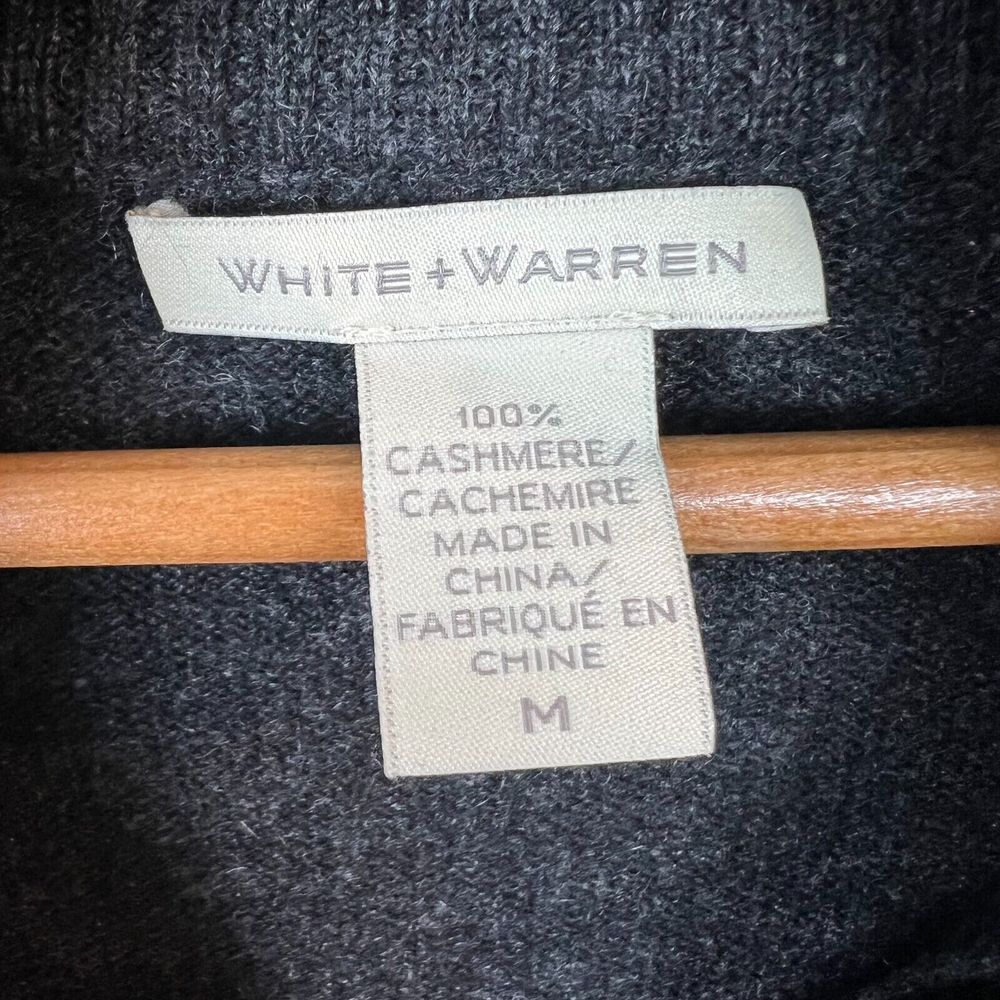 WHITE + WARREN
100%
CASHMERE/
CACHEMIRE
MADE IN
CHINA/
FABRIQUÉ EN
CHINE
M